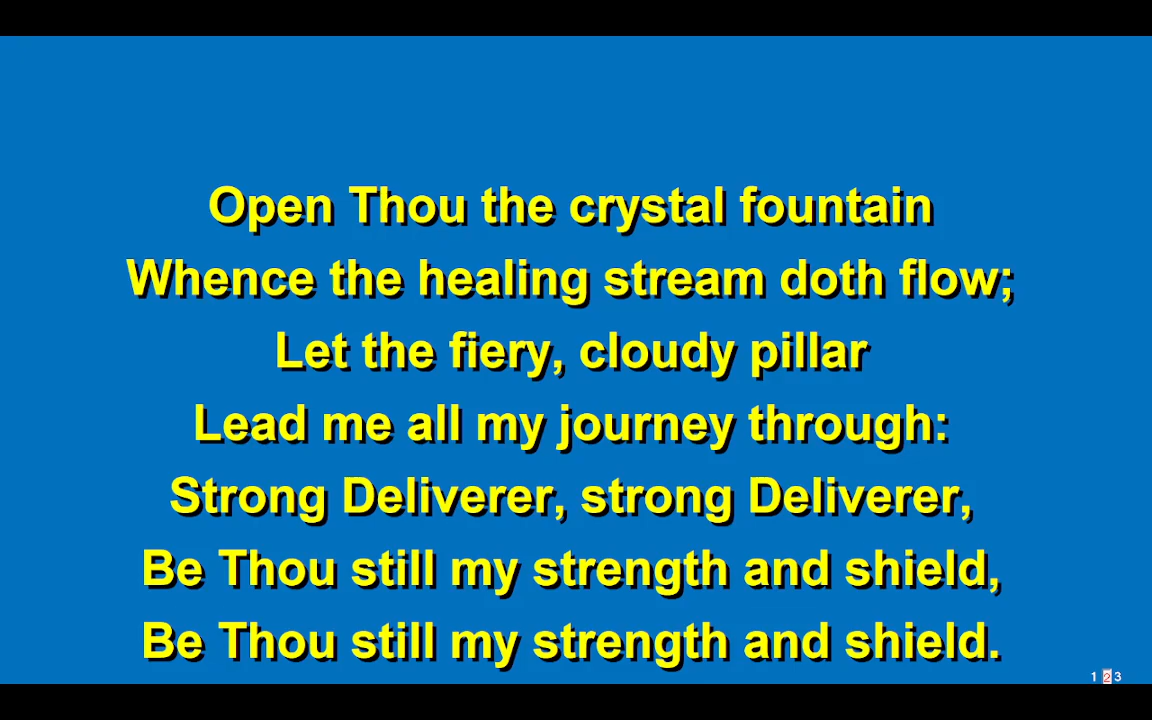 Open Thou the crystal fountain
Whence the healing stream doth flow;
Let the fiery, cloudy pillar
Lead me all my journey through:
Strong Deliverer, strong Deliverer,
Be Thou still my strength and shield,
Be Thou still my strength and shield.
1 2 3